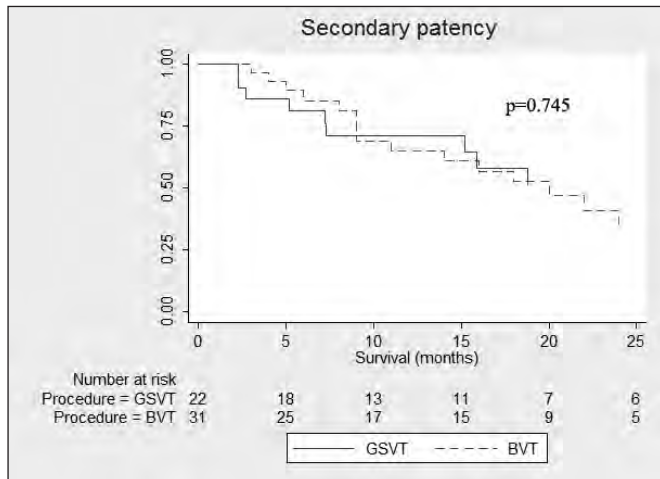 Secondary patency
1.00
0.75
0.50
0.25
0.00
p=0.745
0 5 10 15 20 25
Survival (months)
Number at risk
Procedure = GSVT 22 18 13 11 7 6
Procedure = BVT 31 25 17 15 9 5
GSVT BVT